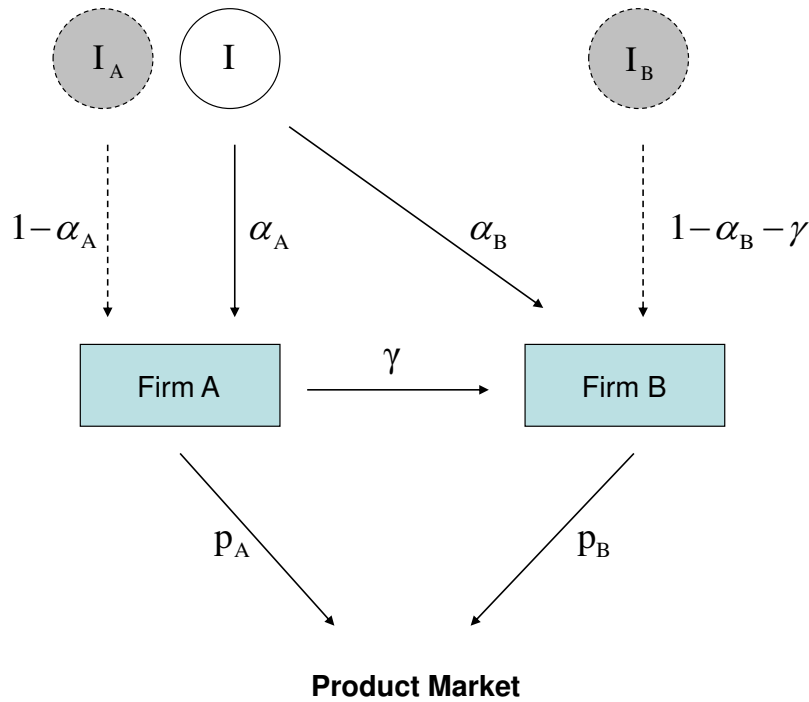 I_A I I_B
1-α_A α_A α_B 1-α_B-γ
Firm A γ Firm B
p_A p_B
Product Market